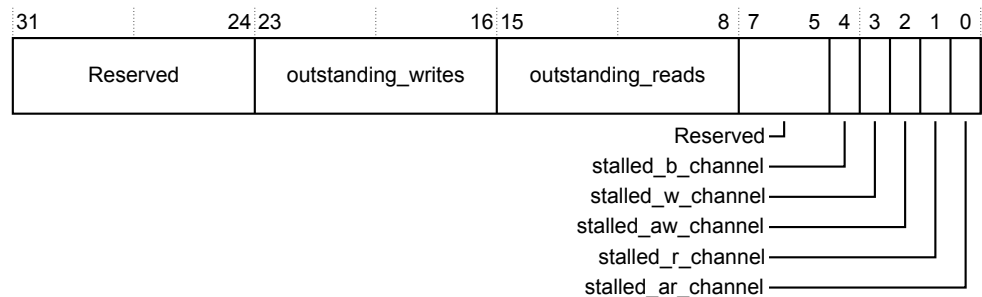 31 24 23 16 15 8 7 5 4 3 2 1 0
Reserved outstanding_writes outstanding_reads
Reserved
stalled_b_channel
stalled_w_channel
stalled_aw_channel
stalled_r_channel
stalled_ar_channel